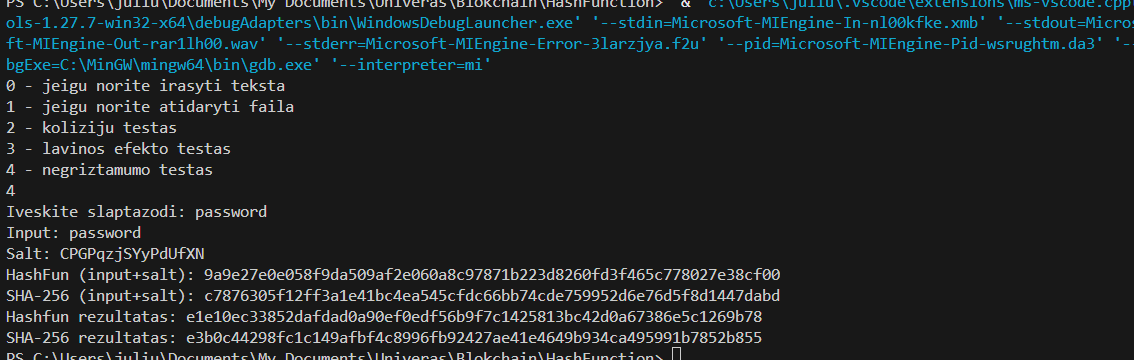 PS C:\Users\juliu\Documents\My Documents\Univeras\Blokchain\HashFunction> & 'c:\Users\juliu\.vscode\extensions\ms-vscode.cppt
ols-1.27.7-win32-x64\debugAdapters\bin\WindowsDebugLauncher.exe' '--stdin=Microsoft-MIEngine-In-nl00kfke.xmb' '--stdout=Microso
ft-MIEngine-Out-rar1lh00.wav' '--stderr=Microsoft-MIEngine-Error-3larzjya.f2u' '--pid=Microsoft-MIEngine-Pid-wsrughtm.da3' '--
bgExe=C:\MinGW\mingw64\bin\gdb.exe' '--interpreter=mi'
0 - jeigu norite irasyti teksta
1 - jeigu norite atidaryti faila
2 - koliziju testas
3 - lavinos efekto testas
4 - negriztamumo testas
4
Iveskite slaptazodi: password
Input: password
Salt: CPGPqzjSYyPdUfXN
HashFun (input+salt): 9a9e27e0e058f9da509af2e060a8c97871b223d8260fd3f465c778027e38cf00
SHA-256 (input+salt): c7876305f12ff3a1e41bc4ea545cfdc66bb74cde759952d6e76d5f8d1447dabd
Hashfun rezultatas: e1e10ec33852dafdad0a90ef0edf56b9f7c1425813bc42d0a67386e5c1269b78
SHA-256 rezultatas: e3b0c44298fc1c149afbf4c8996fb92427ae41e4649b934ca495991b7852b855
PS C:\Users\juliu\Documents\My Documents\Univeras\Blokchain\HashFunction>